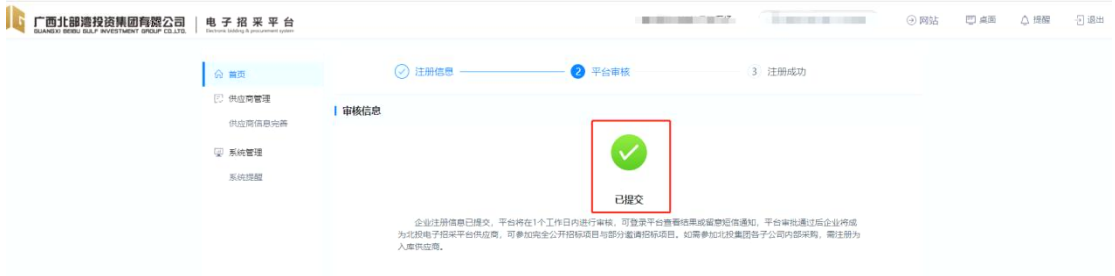 广西北部湾投资集团有限公司
GUANGXI BEIBU GULF INVESTMENT GROUP CO.,LTD.
电子招采平台
Electronic bidding & procurement system
网站 桌面 提醒 退出
首页
供应商管理
供应商信息完善
系统管理
系统提醒
注册信息 2 平台审核 3 注册成功
审核信息
已提交
企业注册信息已提交，平台将在1个工作日内进行审核，可登录平台查看结果或留意短信通知，平台审批通过后企业将成
为北投电子招采平台供应商，可参加完全公开招标项目与部分邀请招标项目。如需参加北投集团各子公司内部采购，需注册为
入库供应商。